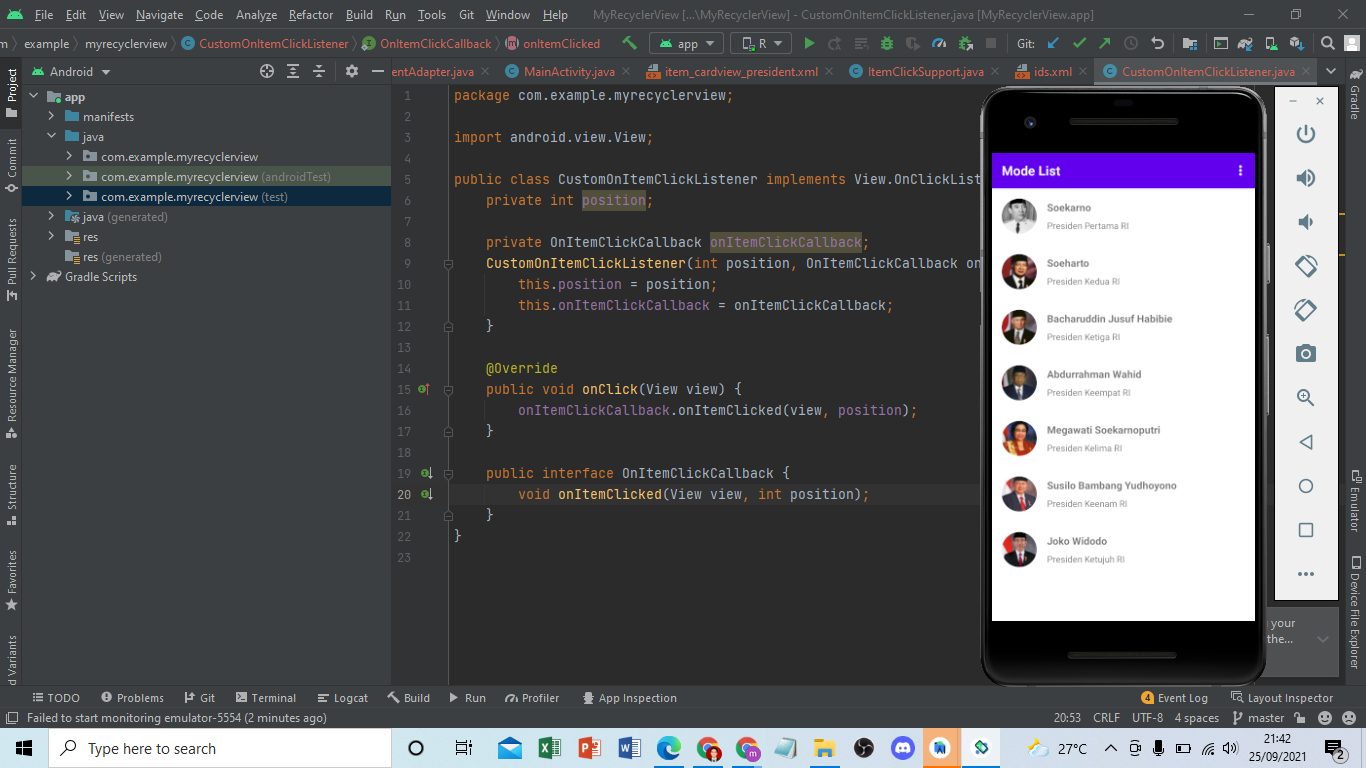 File Edit View Navigate Code Analyze Refactor Build Run Tools Git Window Help MyRecyclerView [...\MyRecyclerView] - CustomOnItemClickListener.java [MyRecyclerView.app]
m example myrecyclerview CustomOnItemClickListener OnItemClickCallback onItemClicked app R Git:
Project
Commit
Pull Requests
Resource Manager
Structure
Favorites
d Variants
Android
app
manifests
java
com.example.myrecyclerview
com.example.myrecyclerview (androidTest)
com.example.myrecyclerview (test)
java (generated)
res
res (generated)
Gradle Scripts
entAdapter.java MainActivity.java item_cardview_president.xml ItemClickSupport.java ids.xml CustomOnItemClickListener.java
1 package com.example.myrecyclerview;
2
3 import android.view.View;
4
5 public class CustomOnItemClickListener implements View.OnClickList
6 private int position;
7
8 private OnItemClickCallback onItemClickCallback;
9 CustomOnItemClickListener(int position, OnItemClickCallback on
10 this.position = position;
11 this.onItemClickCallback = onItemClickCallback;
12 }
13
14 @Override
15 public void onClick(View view) {
16 onItemClickCallback.onItemClicked(view, position);
17 }
18
19 public interface OnItemClickCallback {
20 void onItemClicked(View view, int position);
21 }
22 }
23
Mode List
Soekarno
Presiden Pertama RI
Soeharto
Presiden Kedua RI
Bacharuddin Jusuf Habibie
Presiden Ketiga RI
Abdurrahman Wahid
Presiden Keempat RI
Megawati Soekarnoputri
Presiden Kelima RI
Susilo Bambang Yudhoyono
Presiden Keenam RI
Joko Widodo
Presiden Ketujuh RI
your
the...
Gradle
Emulator
Device File Explorer
TODO Problems Git Terminal Logcat Build Run Profiler App Inspection 4 Event Log Layout Inspector
Failed to start monitoring emulator-5554 (2 minutes ago) 20:53 CRLF UTF-8 4 spaces master
Type here to search 27°C 21:42
25/09/2021 2